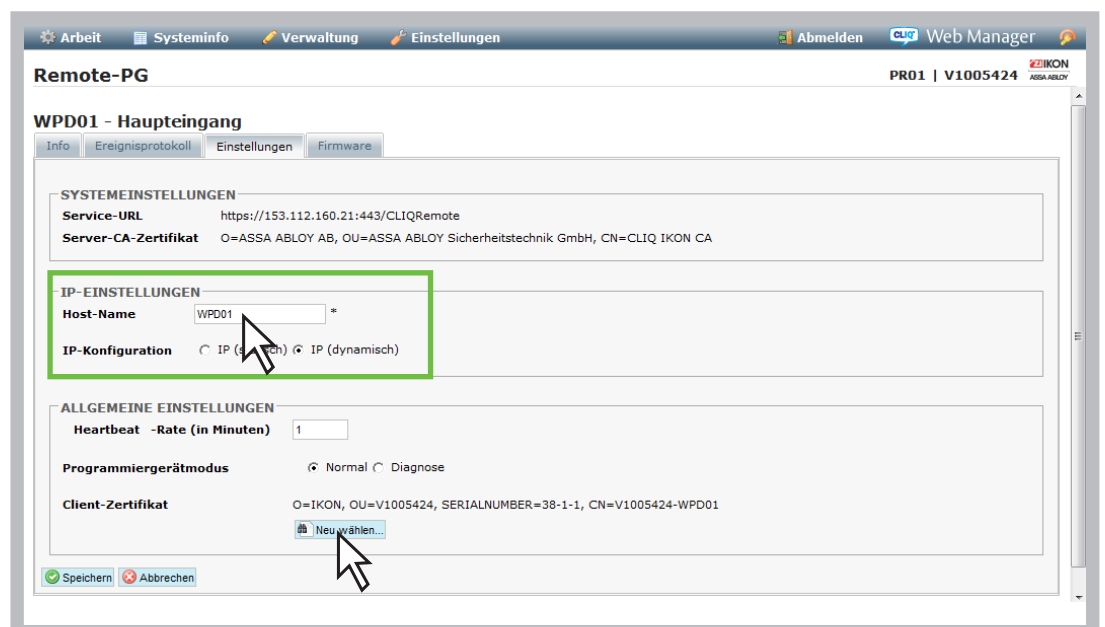 Arbeit Systeminfo Verwaltung Einstellungen Abmelden CLIQ Web Manager
Remote-PG PR01 | V1005424 IKON
ASSA ABLOY
WPD01 - Haupteingang
Info Ereignisprotokoll Einstellungen Firmware
SYSTEMEINSTELLUNGEN
Service-URL https://153.112.160.21:443/CLIQRemote
Server-CA-Zertifikat O=ASSA ABLOY AB, OU=ASSA ABLOY Sicherheitstechnik GmbH, CN=CLIQ IKON CA
IP-EINSTELLUNGEN
Host-Name WPD01 *
IP-Konfiguration IP IP (dynamisch)
ALLGEMEINE EINSTELLUNGEN
Heartbeat -Rate (in Minuten) 1
Programmiergerätmodus Normal Diagnose
Client-Zertifikat O=IKON, OU=V1005424, SERIALNUMBER=38-1-1, CN=V1005424-WPD01
Neu wählen...
Speichern Abbrechen